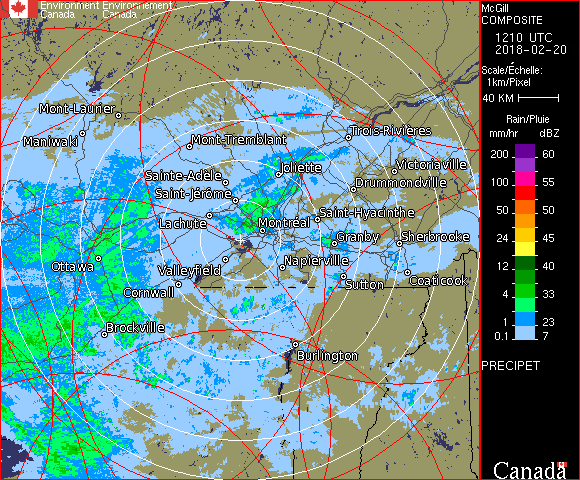 Environment Environnement
Canada Canada
McGill
COMPOSITE
1210 UTC
2018-02-20
Scale/Échelle:
1km/Pixel
40 KM
Rain/Pluie
mm/hr dBZ
200 60
100 55
50 50
24 45
12 40
4 33
1 23
0.1 7
PRECIPET
Canada
Mont-Laurier
Maniwaki
Mont-Tremblant
Trois-Rivières
Joliette
Victoriaville
Sainte-Adèle
Drummondville
Saint-Jérôme
Saint-Hyacinthe
Lachute
Montréal
Granby
Sherbrooke
Ottawa
Valleyfield
Napierville
Coaticook
Cornwall
Sutton
Brockville
Burlington